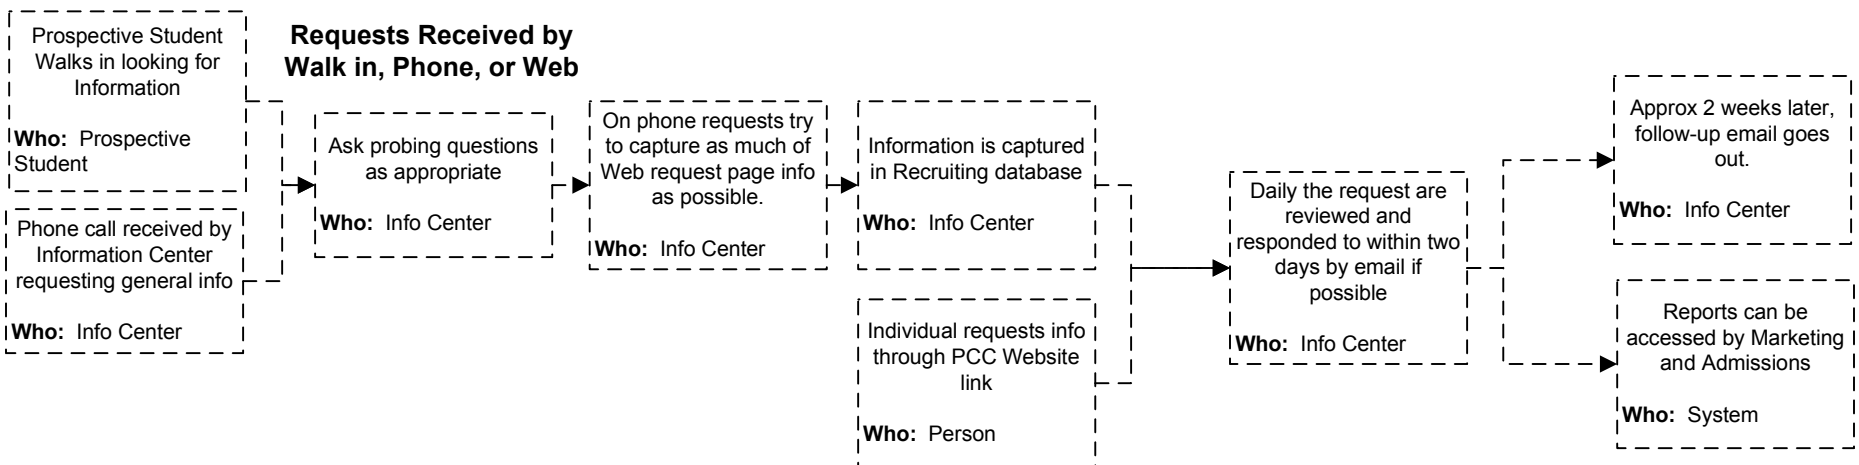 Prospective Student
Walks in looking for
Information
Who: Prospective
Student
Phone call received by
Information Center
requesting general info
Who: Info Center
Requests Received by
Walk in, Phone, or Web
Ask probing questions
as appropriate
Who: Info Center
On phone requests try
to capture as much of
Web request page info
as possible.
Who: Info Center
Information is captured
in Recruiting database
Who: Info Center
Individual requests info
through PCC Website
link
Who: Person
Daily the request are
reviewed and
responded to within two
days by email if
possible
Who: Info Center
Approx 2 weeks later,
follow-up email goes
out.
Who: Info Center
Reports can be
accessed by Marketing
and Admissions
Who: System